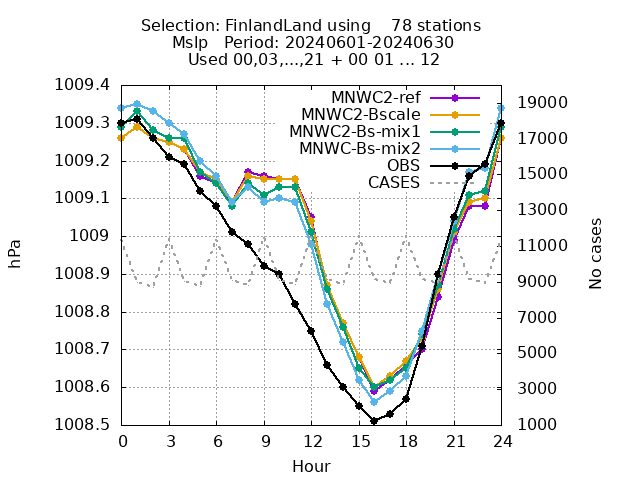 Selection: FinlandLand using    78 stations
Mslp   Period: 20240601-20240630
Used 00,03,...,21 + 00 01 ... 12
MNWC2-ref
MNWC2-Bscale
MNWC2-Bs-mix1
MNWC-Bs-mix2
OBS
CASES
hPa
1009.4
1009.3
1009.2
1009.1
1009
1008.9
1008.8
1008.7
1008.6
1008.5
19000
17000
15000
13000
11000
9000
7000
5000
3000
1000
No cases
0 3 6 9 12 15 18 21 24
Hour